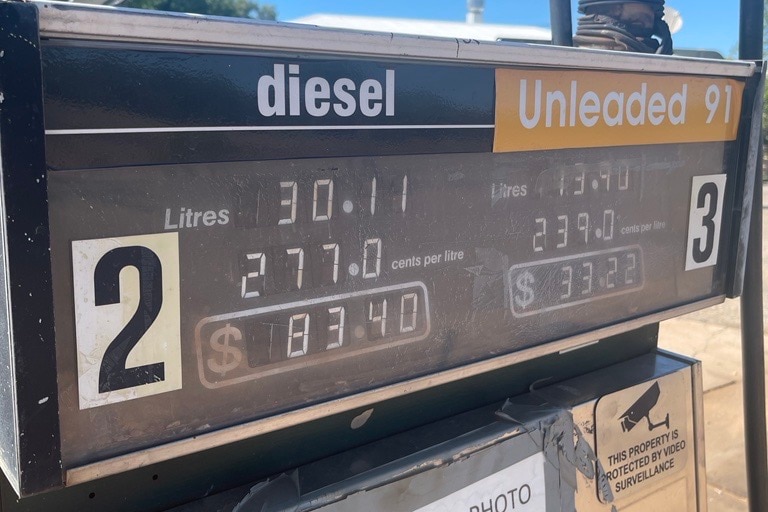 diesel
Unleaded 91
Litres 30.11
277.0 cents per litre
$ 83.40
2
Litres 13.90
239.0 cents per litre
$ 33.22
3
THIS PROPERTY IS
PROTECTED BY VIDEO
SURVEILLANCE
PHOTO